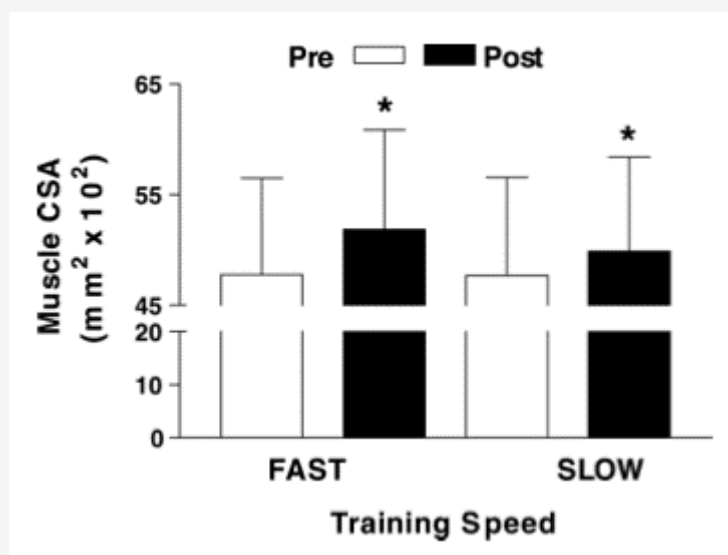 Pre Post
65
55
45
20
10
0
Muscle CSA
(mm² x 10²)
*
*
FAST SLOW
Training Speed